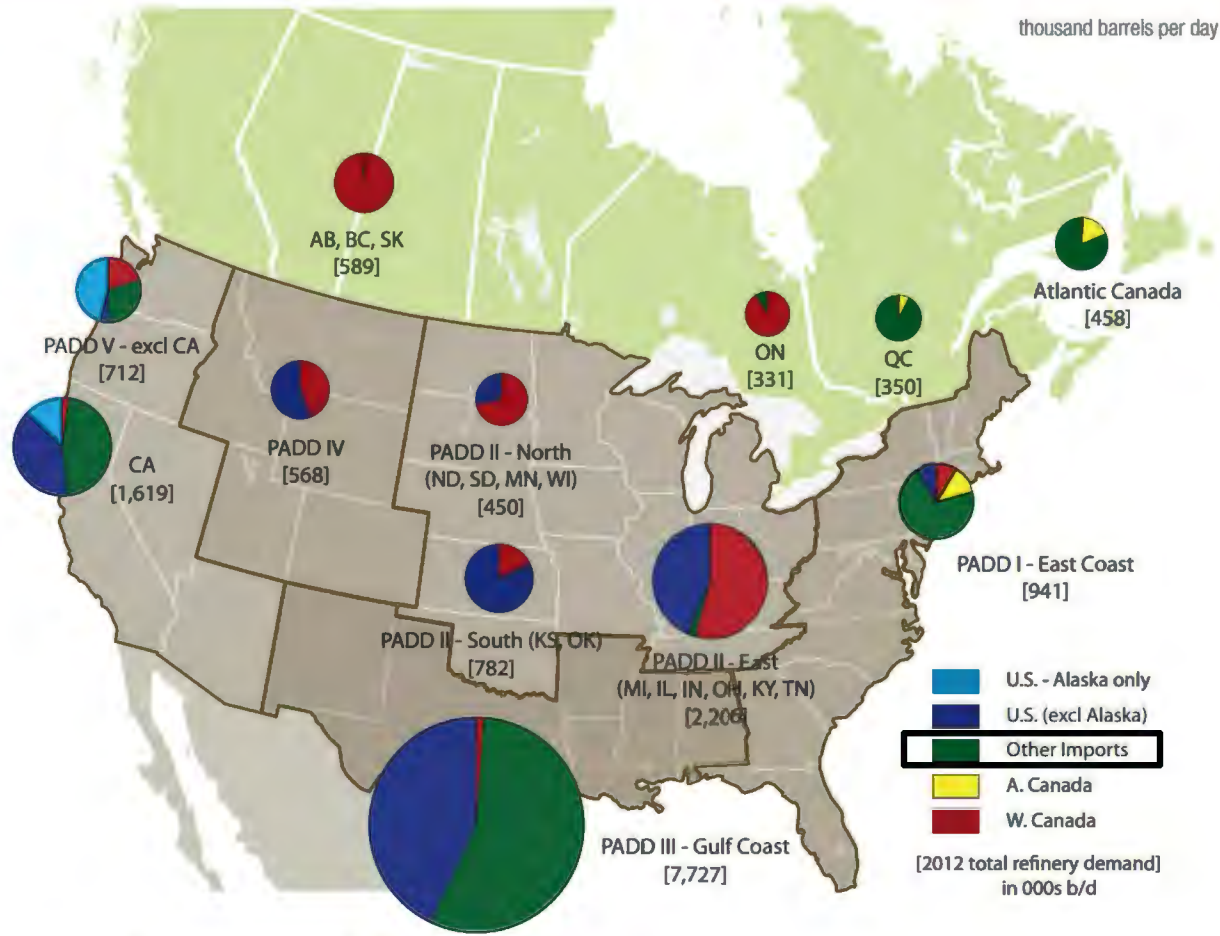 thousand barrels per day
AB, BC, SK
[589]
Atlantic Canada
[458]
ON
[331]
QC
[350]
PADD V - excl CA
[712]
CA
[1,619]
PADD IV
[568]
PADD II - North
(ND, SD, MN, WI)
[450]
PADD I - East Coast
[941]
PADD II - South (KS, OK)
[782]
PADD II - East
(MI, IL, IN, OH, KY, TN)
[2,206]
PADD III - Gulf Coast
[7,727]
U.S. - Alaska only
U.S. (excl Alaska)
Other Imports
A. Canada
W. Canada
[2012 total refinery demand]
in 000s b/d